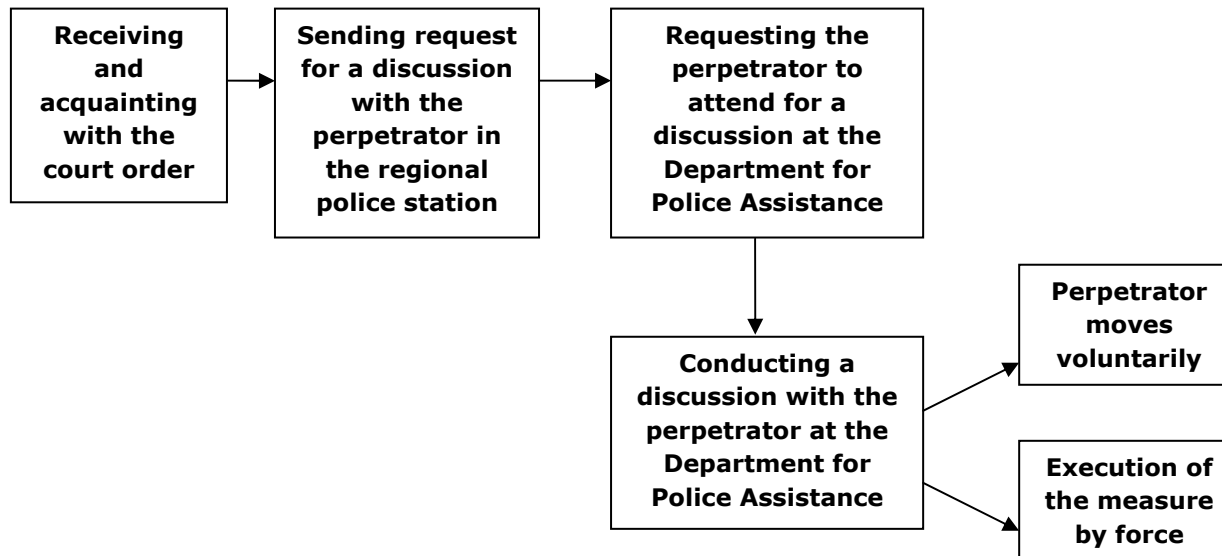 Receiving
and
acquainting
with the
court order
Sending request
for a discussion
with the
perpetrator in
the regional
police station
Requesting the
perpetrator to
attend for a
discussion at the
Department for
Police Assistance
Conducting a
discussion with the
perpetrator at the
Department for
Police Assistance
Perpetrator
moves
voluntarily
Execution of
the measure
by force